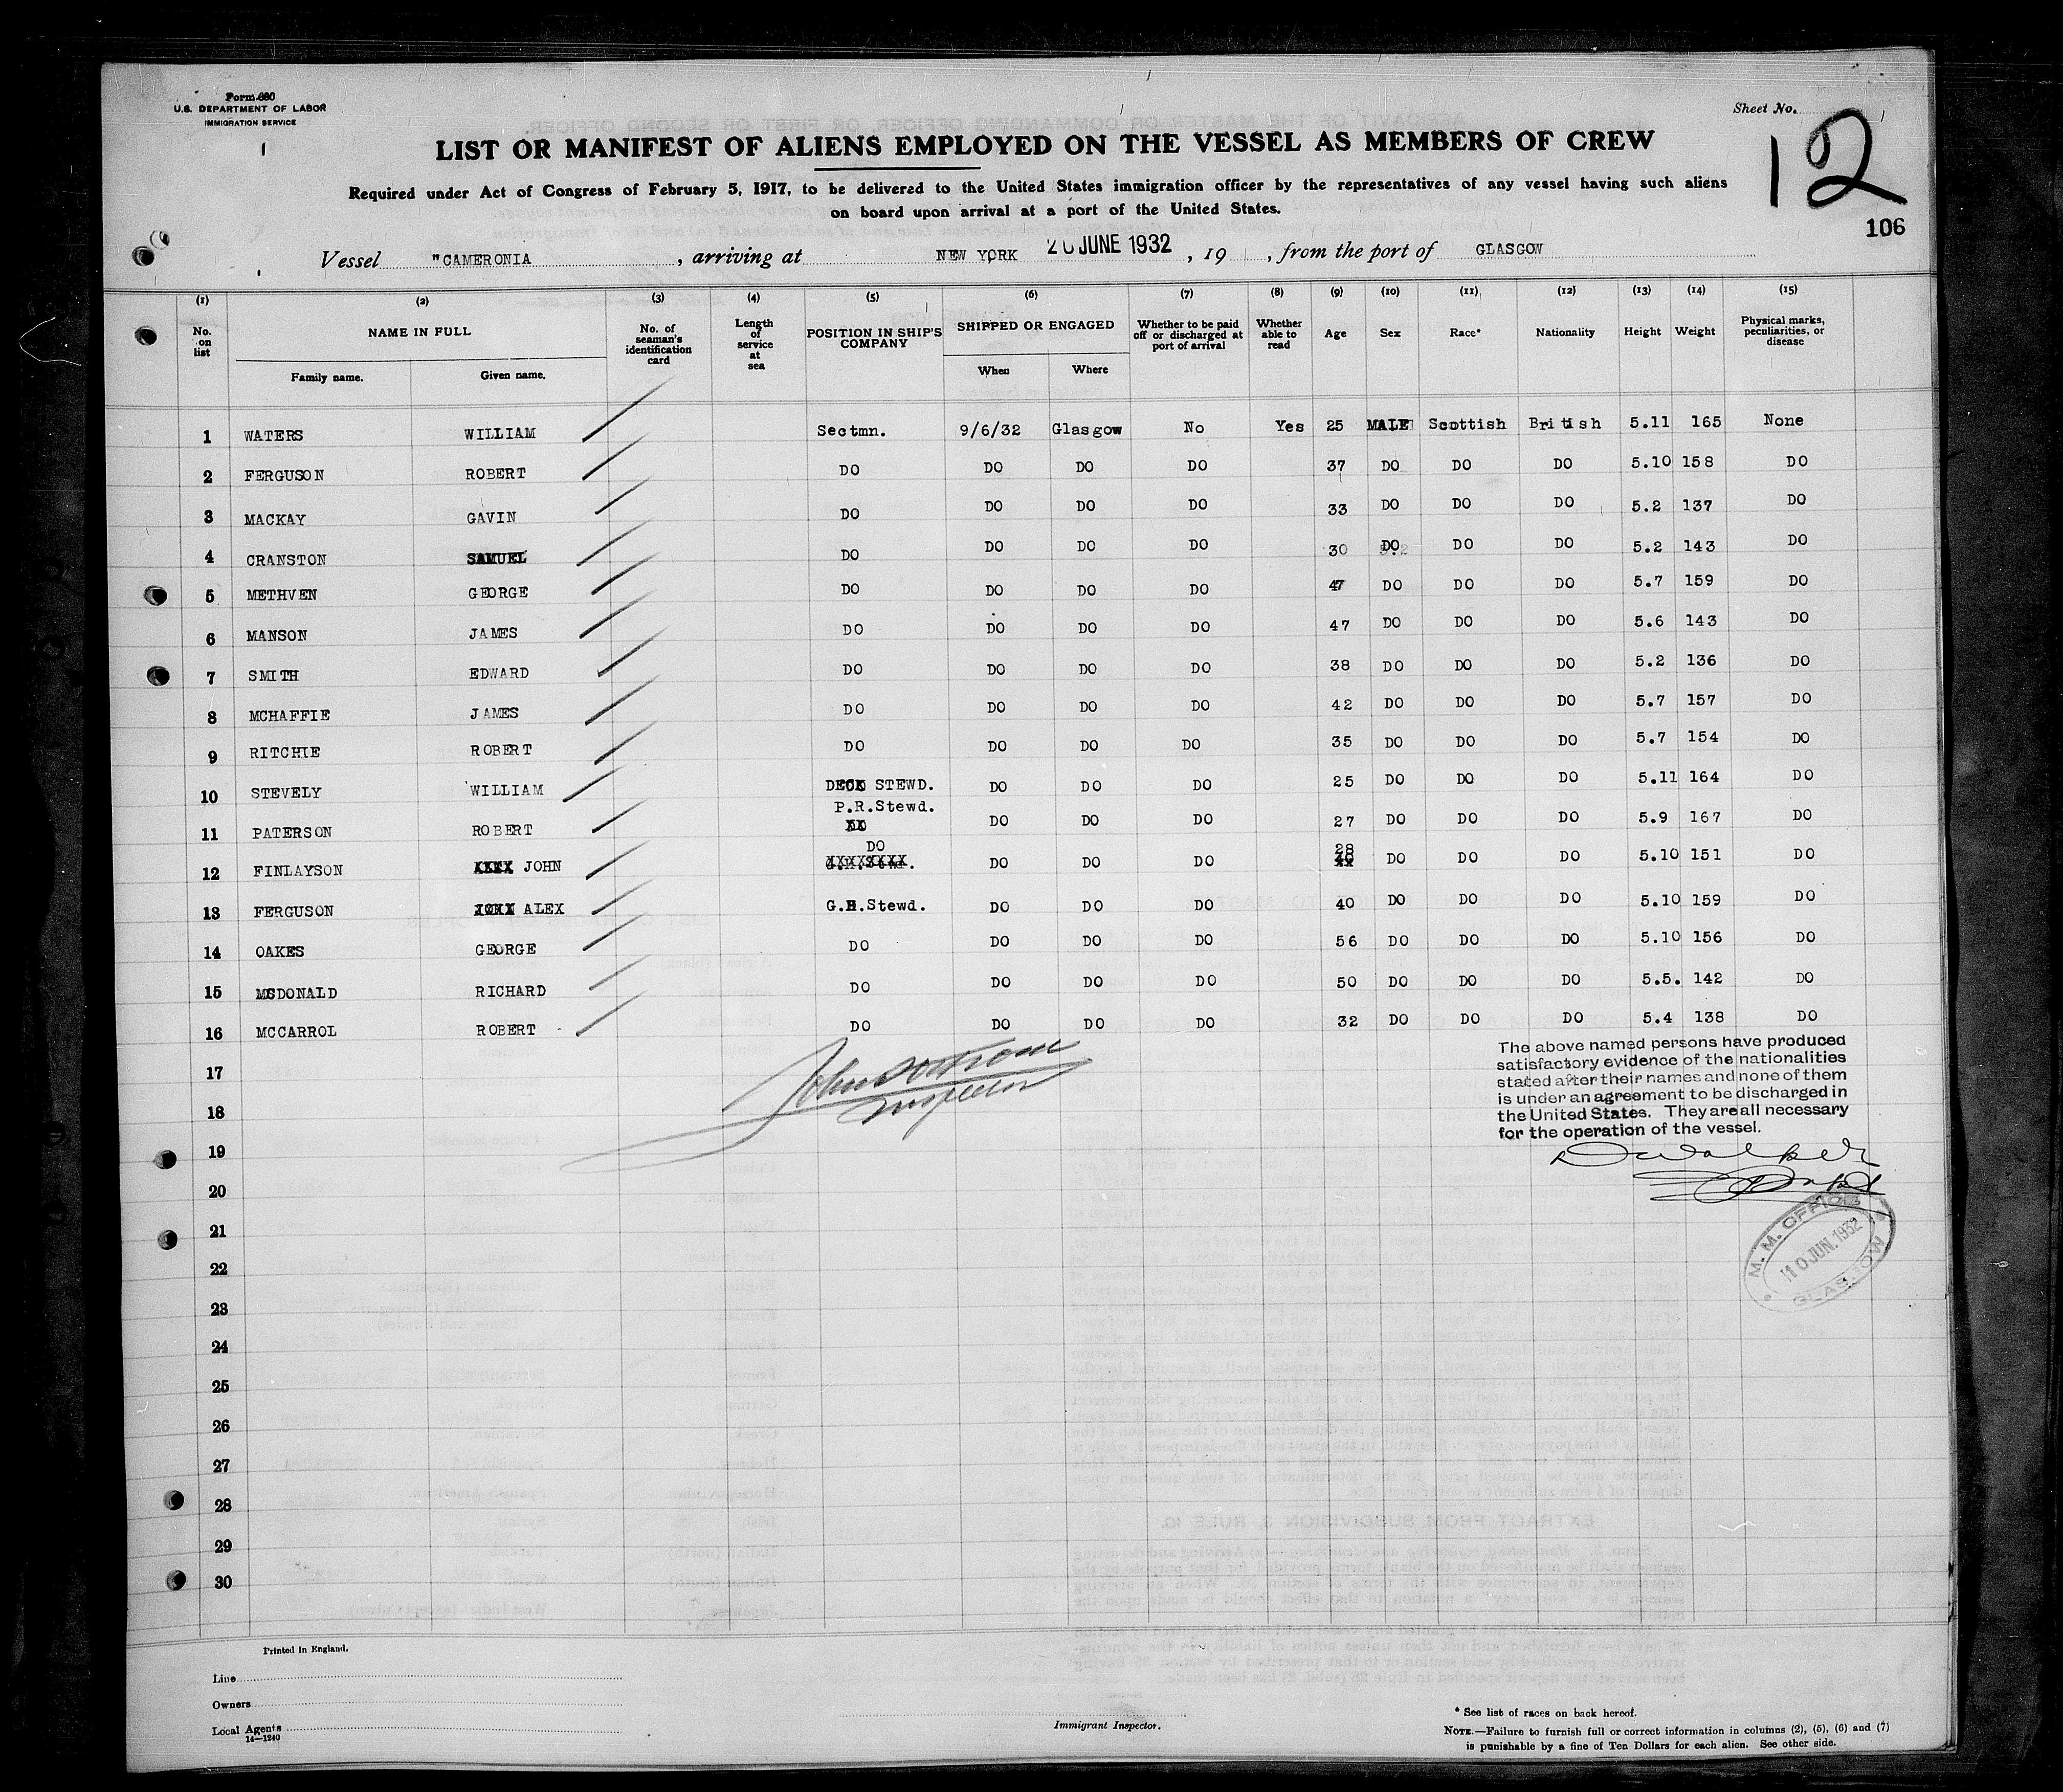 Form 680
U.S. DEPARTMENT OF LABOR
IMMIGRATION SERVICE
Sheet No. 12
LIST OR MANIFEST OF ALIENS EMPLOYED ON THE VESSEL AS MEMBERS OF CREW
Required under Act of Congress of February 5, 1917, to be delivered to the United States immigration officer by the representatives of any vessel having such aliens
on board upon arrival at a port of the United States.
106
Vessel "CAMERONIA , arriving at NEW YORK 20 JUNE 1932 , 19 , from the port of GLASGOW
(1) (2) (3) (4) (5) (6) (7) (8) (9) (10) (11) (12) (13) (14) (15)
No. on list NAME IN FULL No. of seaman's identification card Length of service at sea POSITION IN SHIP'S COMPANY SHIPPED OR ENGAGED Whether to be paid off or discharged at port of arrival Whether able to read Age Sex Race* Nationality Height Weight Physical marks, peculiarities, or disease
Family name. Given name. When Where
1 WATERS WILLIAM Sectmn. 9/6/32 Glasgow No Yes 25 MALE Scottish British 5.11 165 None
2 FERGUSON ROBERT DO DO DO DO 37 DO DO DO 5.10 158 DO
3 MACKAY GAVIN DO DO DO DO 33 DO DO DO 5.2 137 DO
4 CRANSTON SAMUEL DO DO DO DO 30 DO DO DO 5.2 143 DO
5 METHVEN GEORGE DO DO DO DO 47 DO DO DO 5.7 159 DO
6 MANSON JAMES DO DO DO DO 47 DO DO DO 5.6 143 DO
7 SMITH EDWARD DO DO DO DO 38 DO DO DO 5.2 136 DO
8 MCHAFFIE JAMES DO DO DO DO 42 DO DO DO 5.7 157 DO
9 RITCHIE ROBERT DO DO DO DO 35 DO DO DO 5.7 154 DO
10 STEVELY WILLIAM DECK STEWD. DO DO DO 25 DO DO DO 5.11 164 DO
P.R.Stewd.
11 PATERSON ROBERT DO DO DO 27 DO DO DO 5.9 167 DO
DO 28
12 FINLAYSON JOHN DO DO DO DO DO DO 5.10 151 DO
13 FERGUSON ALEX G.H.Stewd. DO DO DO 40 DO DO DO 5.10 159 DO
14 OAKES GEORGE DO DO DO DO 56 DO DO DO 5.10 156 DO
15 MCDONALD RICHARD DO DO DO DO 50 DO DO DO 5.5. 142 DO
16 MCCARROL ROBERT DO DO DO DO 32 DO DO DO 5.4 138 DO
The above named persons have produced
satisfactory evidence of the nationalities
stated after their names and none of them
is under an agreement to be discharged in
the United States. They are all necessary
for the operation of the vessel.
17
John
Inspector
18
19
D Walker
20
21
M. M. OFFICE
10 JUN. 1932
GLASGOW
22
23
24
25
26
27
28
29
30
Printed in England.
Line
Owners
Local Agents
14—1240
Immigrant Inspector.
* See list of races on back hereof.
NOTE.—Failure to furnish full or correct information in columns (2), (5), (6) and (7)
is punishable by a fine of Ten Dollars for each alien. See other side.